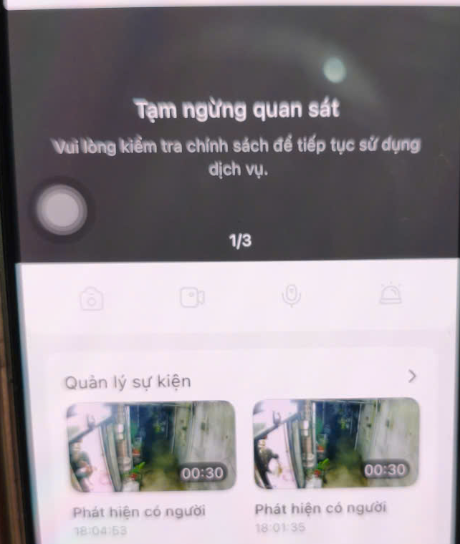 Tạm ngừng quan sát
Vui lòng kiểm tra chính sách để tiếp tục sử dụng
dịch vụ.
1/3
Quản lý sự kiện
00:30
00:30
Phát hiện có người
Phát hiện có người
18:04:53
18:01:35